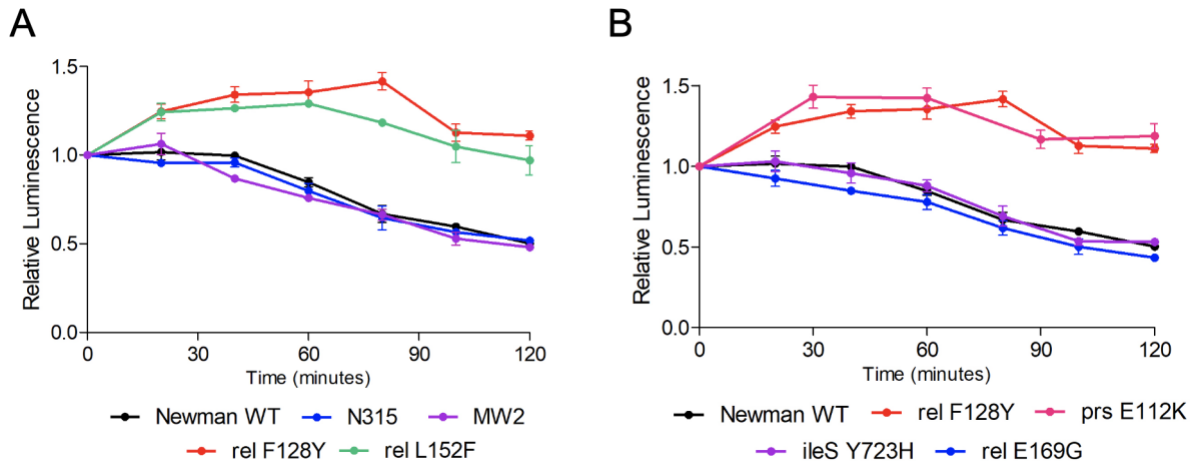 A
Relative Luminescence
1.5
1.0
0.5
0.0
0 30 60 90 120
Time (minutes)
Newman WT N315 MW2
rel F128Y rel L152F
B
Relative Luminescence
1.5
1.0
0.5
0.0
0 30 60 90 120
Time (minutes)
Newman WT rel F128Y prs E112K
ileS Y723H rel E169G